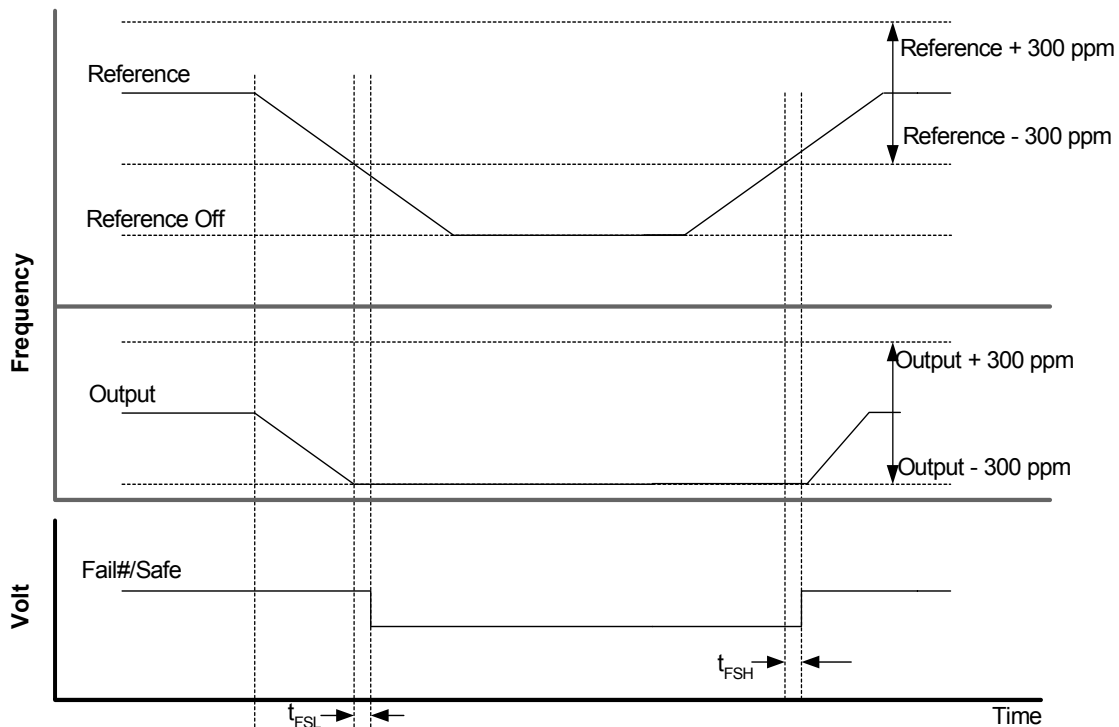 Reference + 300 ppm
Reference
Reference - 300 ppm
Reference Off
Frequency
Output + 300 ppm
Output
Output - 300 ppm
Volt
Fail#/Safe
tFSH
tFSL
Time